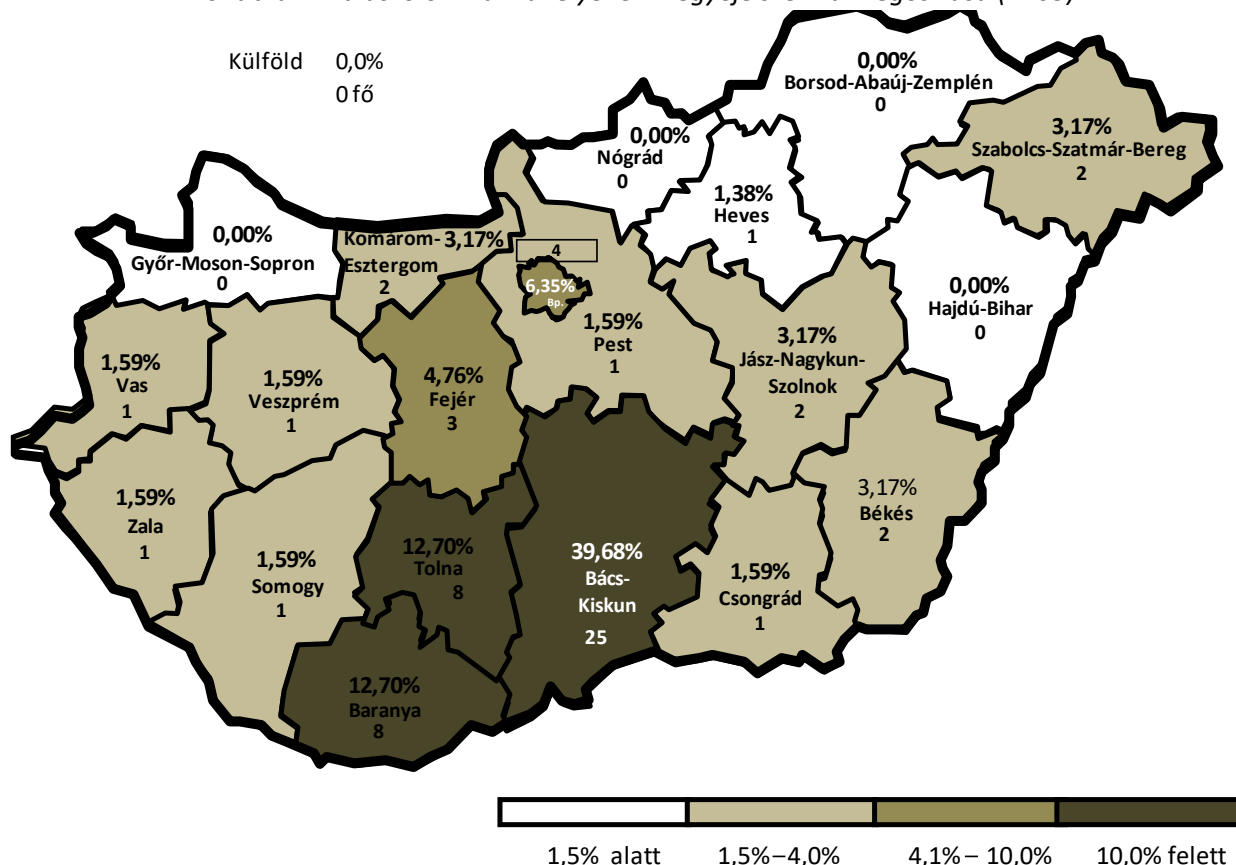 Külföld 0,0%
0 fő
0,00%
Borsod-Abaúj-Zemplén
0
3,17%
Szabolcs-Szatmár-Bereg
2
0,00%
Nógrád
0
1,38%
Heves
1
0,00%
Győr-Moson-Sopron
0
Komárom- 3,17%
Esztergom
2
4
6,35%
Bp.
1,59%
Pest
1
0,00%
Hajdú-Bihar
0
3,17%
Jász-Nagykun-
Szolnok
2
1,59%
Vas
1
1,59%
Veszprém
1
4,76%
Fejér
3
1,59%
Zala
1
1,59%
Somogy
1
12,70%
Tolna
8
39,68%
Bács-
Kiskun
25
3,17%
Békés
2
1,59%
Csongrád
1
12,70%
Baranya
8
1,5% alatt 1,5%–4,0% 4,1% – 10,0% 10,0% felett